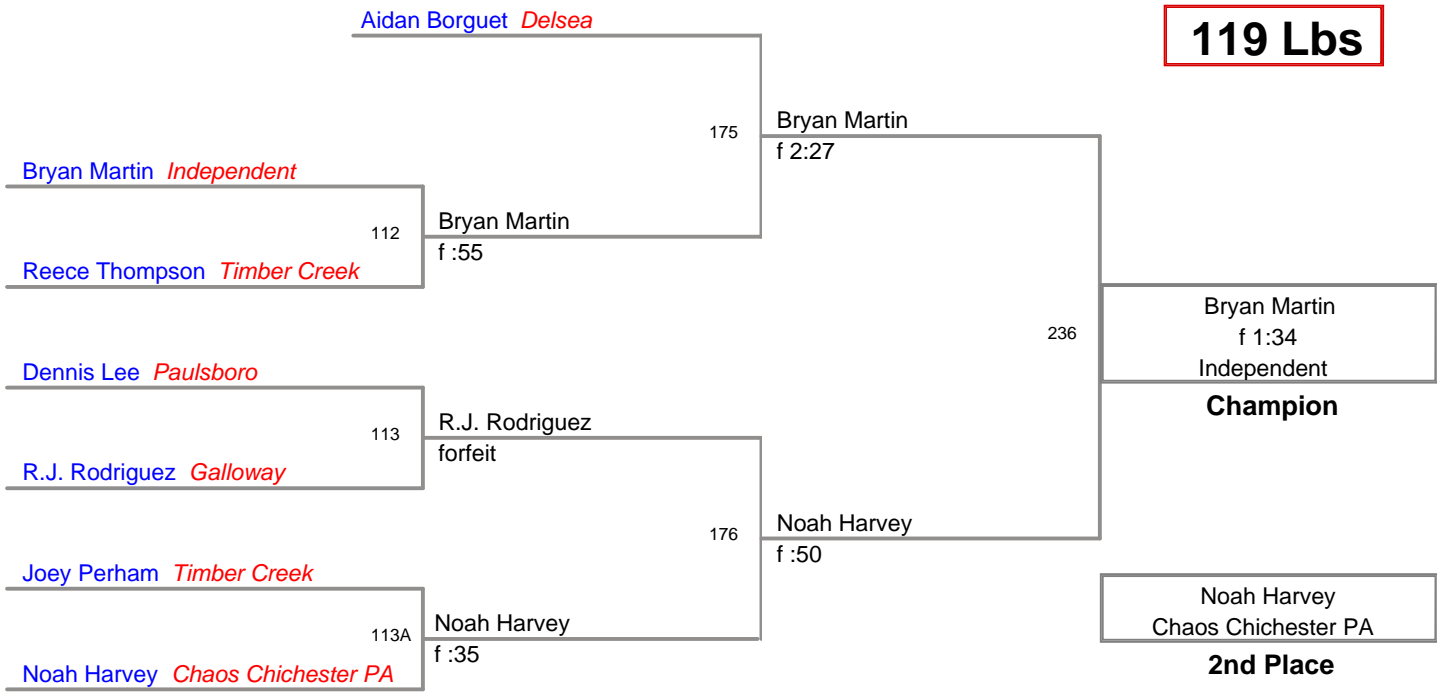 Aidan Borguet Delsea
119 Lbs
175
Bryan Martin
f 2:27
Bryan Martin Independent
112
Bryan Martin
f :55
Reece Thompson Timber Creek
236
Bryan Martin
f 1:34
Independent
Champion
Dennis Lee Paulsboro
113
R.J. Rodriguez
forfeit
R.J. Rodriguez Galloway
176
Noah Harvey
f :50
Joey Perham Timber Creek
113A
Noah Harvey
f :35
Noah Harvey Chaos Chichester PA
Noah Harvey
Chaos Chichester PA
2nd Place